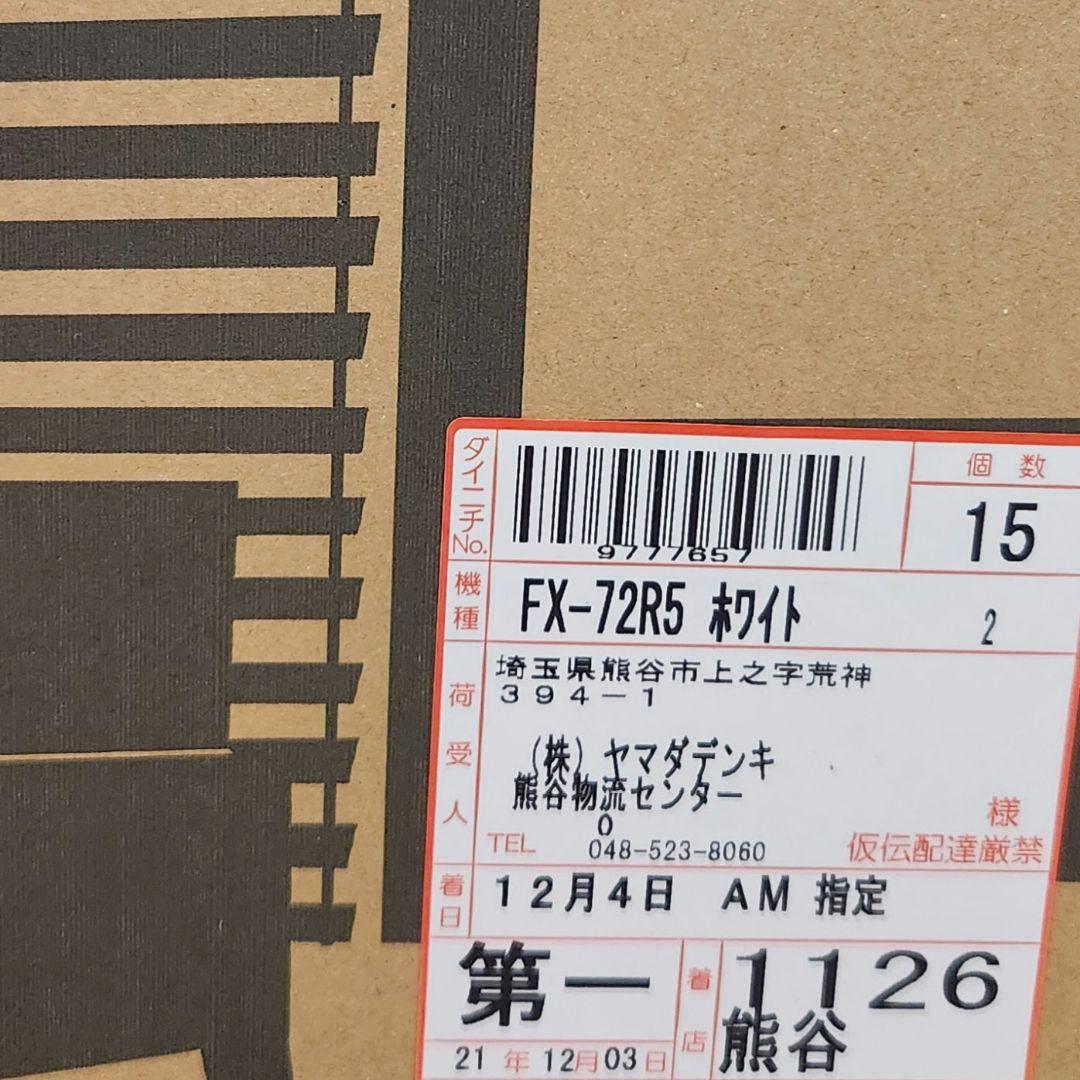 ダイニチNo.
9777657
個数
15
機種
FX-72R5 ホワイト
2
荷受人
埼玉県熊谷市上之字荒神
394-1
(株)ヤマダデンキ
熊谷物流センター
0
様
TEL 048-523-8060
仮伝配達厳禁
着日
12月4日 AM 指定
第一
着店
1126
熊谷
21年12月03日